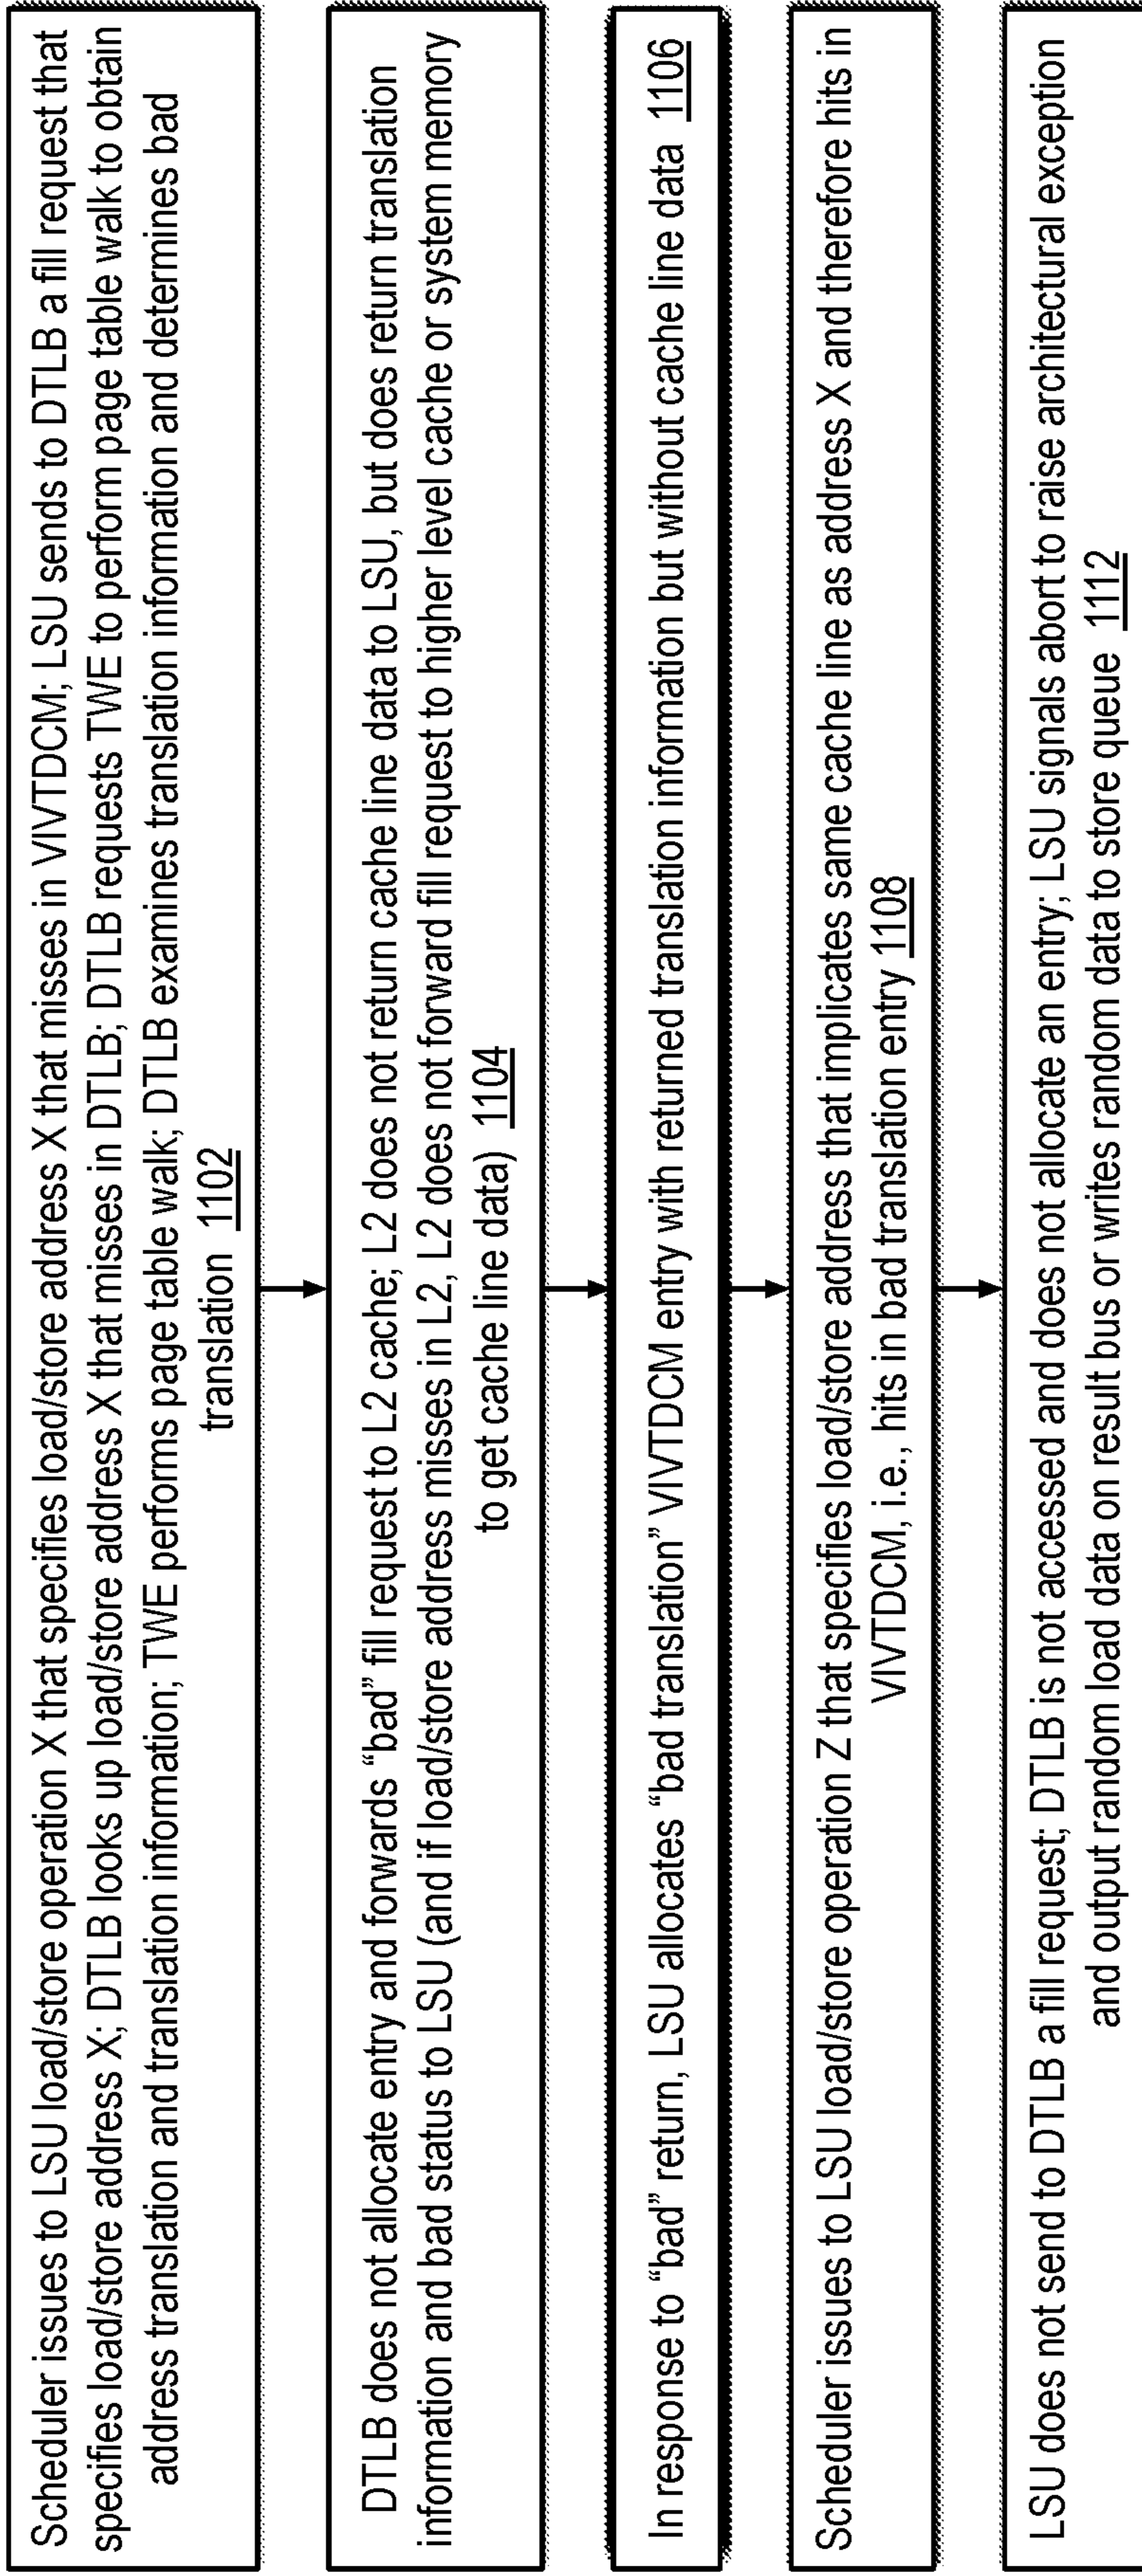 Scheduler issues to LSU load/store operation X that specifies load/store address X that misses in VIVTDCM; LSU sends to DTLB a fill request that
specifies load/store address X; DTLB looks up load/store address X that misses in DTLB; DTLB requests TWE to perform page table walk to obtain
address translation and translation information; TWE performs page table walk; DTLB examines translation information and determines bad
translation 1102
DTLB does not allocate entry and forwards “bad” fill request to L2 cache; L2 does not return cache line data to LSU, but does return translation
information and bad status to LSU (and if load/store address misses in L2, L2 does not forward fill request to higher level cache or system memory
to get cache line data) 1104
In response to “bad” return, LSU allocates “bad translation” VIVTDCM entry with returned translation information but without cache line data 1106
Scheduler issues to LSU load/store operation Z that specifies load/store address that implicates same cache line as address X and therefore hits in
VIVTDCM, i.e., hits in bad translation entry 1108
LSU does not send to DTLB a fill request; DTLB is not accessed and does not allocate an entry; LSU signals abort to raise architectural exception
and output random load data on result bus or writes random data to store queue 1112